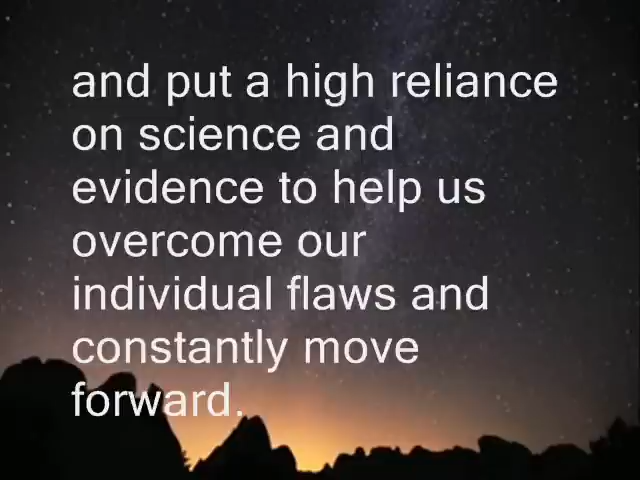 and put a high reliance
on science and
evidence to help us
overcome our
individual flaws and
constantly move
forward.